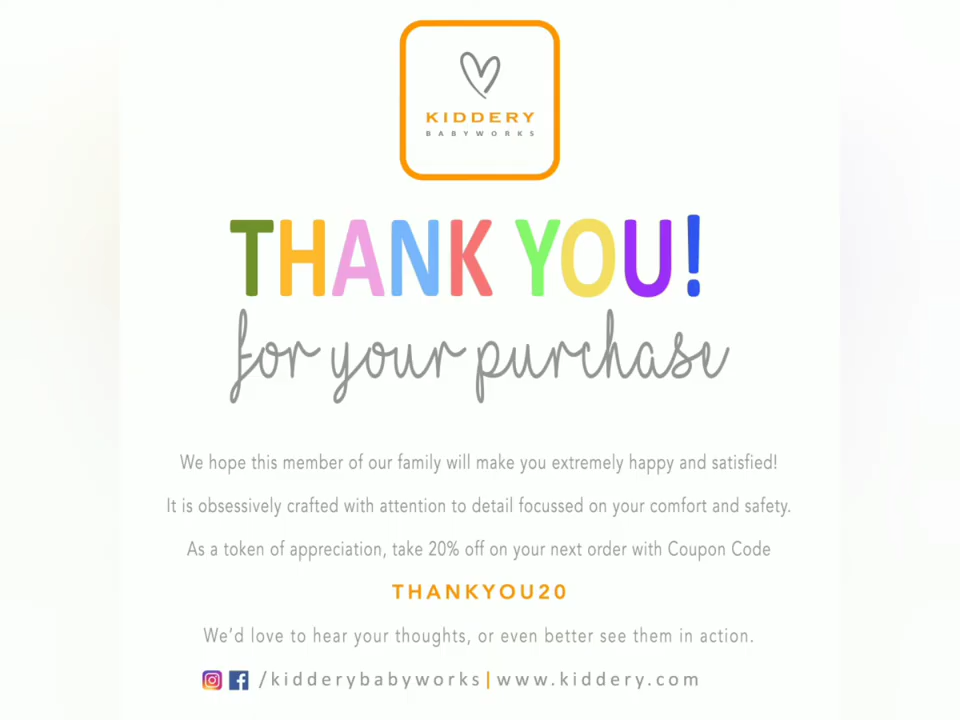 KIDDERY
BABYWORKS
THANK YOU!
for your purchase
We hope this member of our family will make you extremely happy and satisfied!
It is obsessively crafted with attention to detail focussed on your comfort and safety.
As a token of appreciation, take 20% off on your next order with Coupon Code
THANKYOU20
We'd love to hear your thoughts, or even better see them in action.
/kidderybabyworks|www.kiddery.com